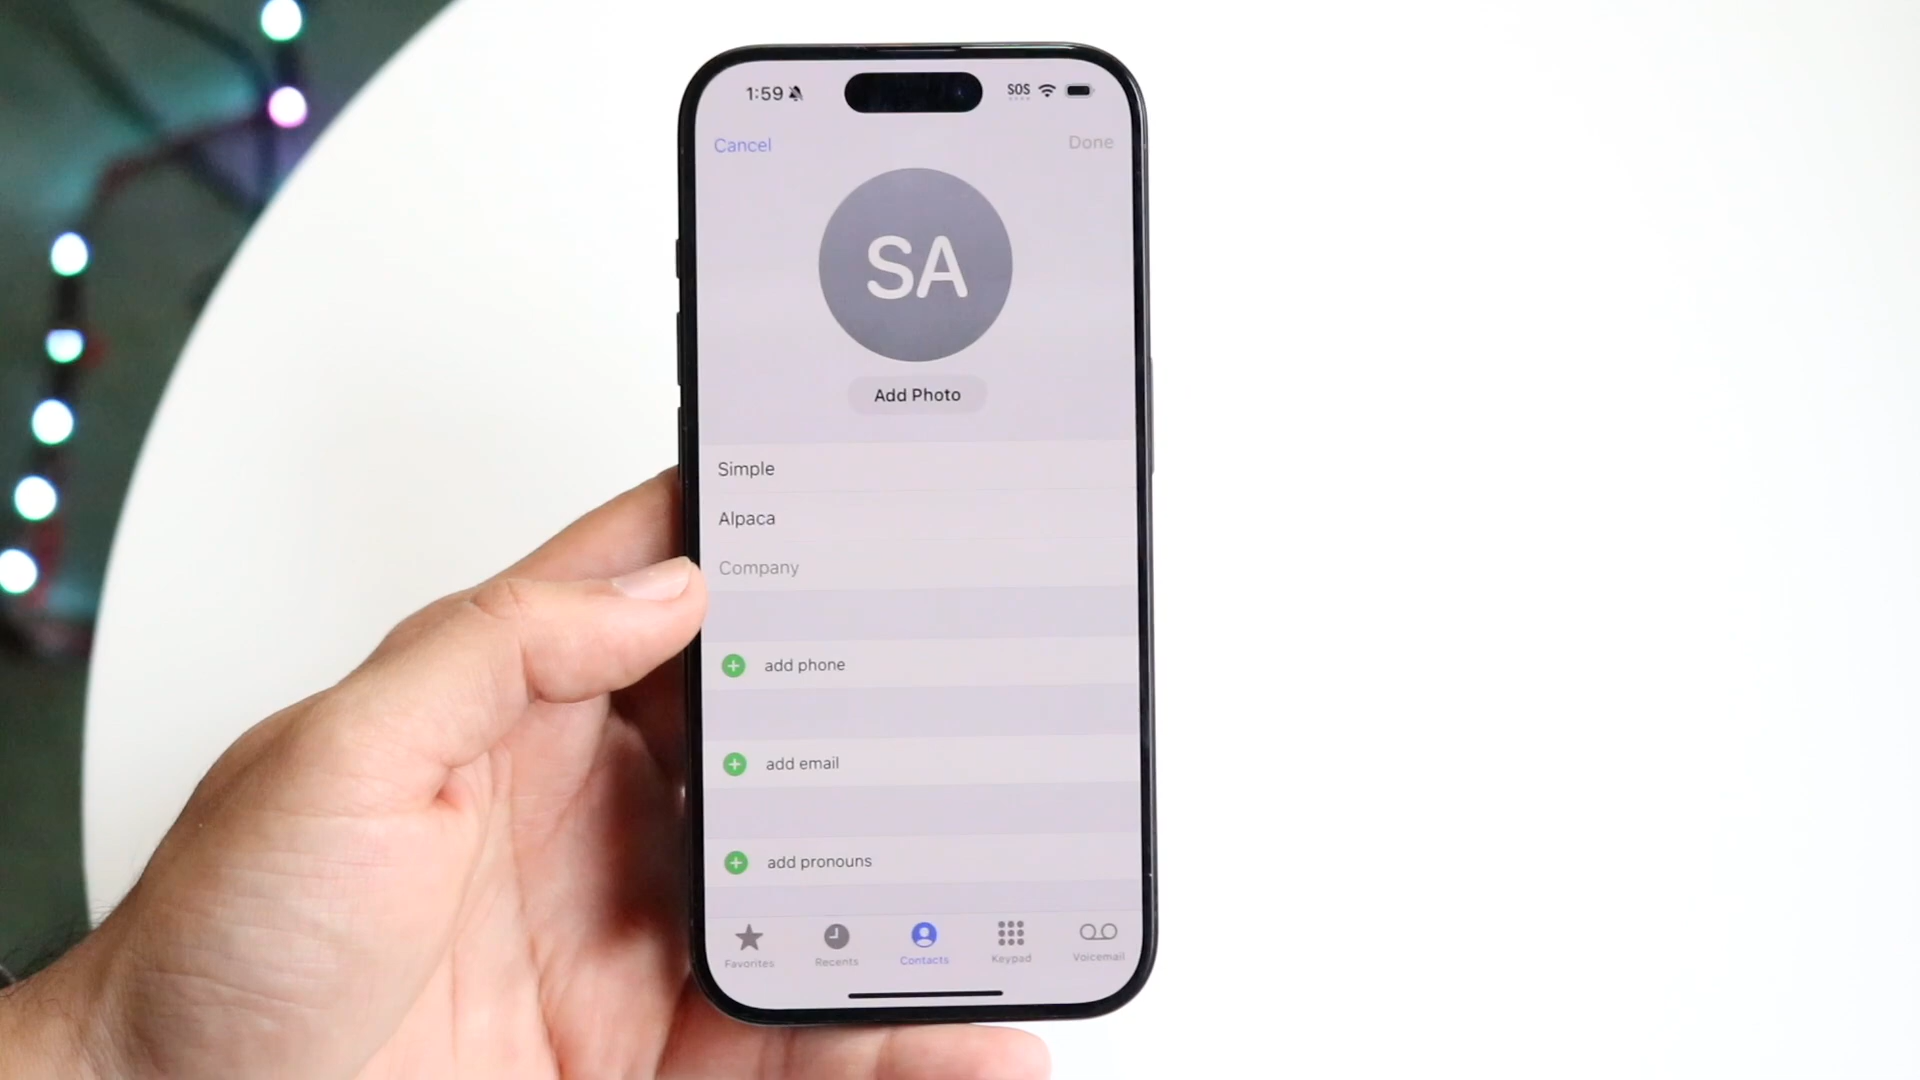 1:59 SOS
Cancel Done
SA
Add Photo
Simple
Alpaca
Company
add phone
add email
add pronouns
Favorites Recents Contacts Keypad Voicemail